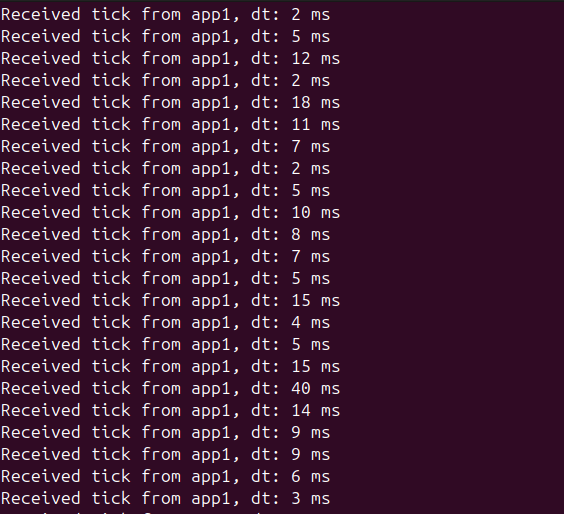 Received tick from app1, dt: 2 ms
Received tick from app1, dt: 5 ms
Received tick from app1, dt: 12 ms
Received tick from app1, dt: 2 ms
Received tick from app1, dt: 18 ms
Received tick from app1, dt: 11 ms
Received tick from app1, dt: 7 ms
Received tick from app1, dt: 2 ms
Received tick from app1, dt: 5 ms
Received tick from app1, dt: 10 ms
Received tick from app1, dt: 8 ms
Received tick from app1, dt: 7 ms
Received tick from app1, dt: 5 ms
Received tick from app1, dt: 15 ms
Received tick from app1, dt: 4 ms
Received tick from app1, dt: 5 ms
Received tick from app1, dt: 15 ms
Received tick from app1, dt: 40 ms
Received tick from app1, dt: 14 ms
Received tick from app1, dt: 9 ms
Received tick from app1, dt: 9 ms
Received tick from app1, dt: 6 ms
Received tick from app1, dt: 3 ms